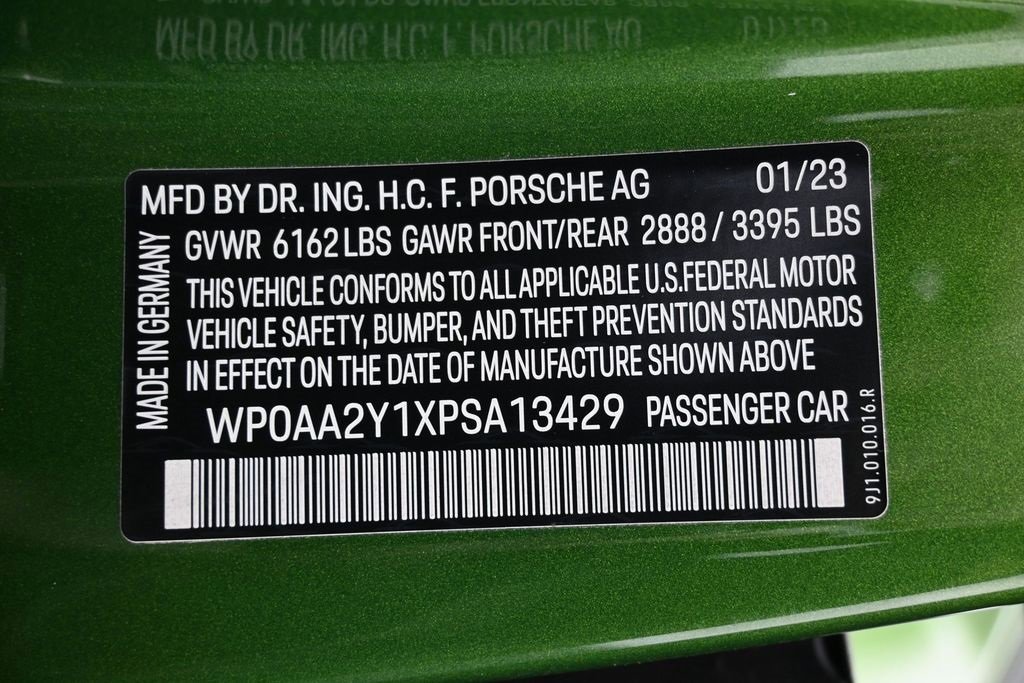 MFD BY DR. ING. H.C. F. PORSCHE AG 01/23
GVWR 6162 LBS GAWR FRONT/REAR 2888 / 3395 LBS
THIS VEHICLE CONFORMS TO ALL APPLICABLE U.S.FEDERAL MOTOR
VEHICLE SAFETY, BUMPER, AND THEFT PREVENTION STANDARDS
IN EFFECT ON THE DATE OF MANUFACTURE SHOWN ABOVE
WP0AA2Y1XPSA13429 PASSENGER CAR
MADE IN GERMANY
9J1.010.016.R